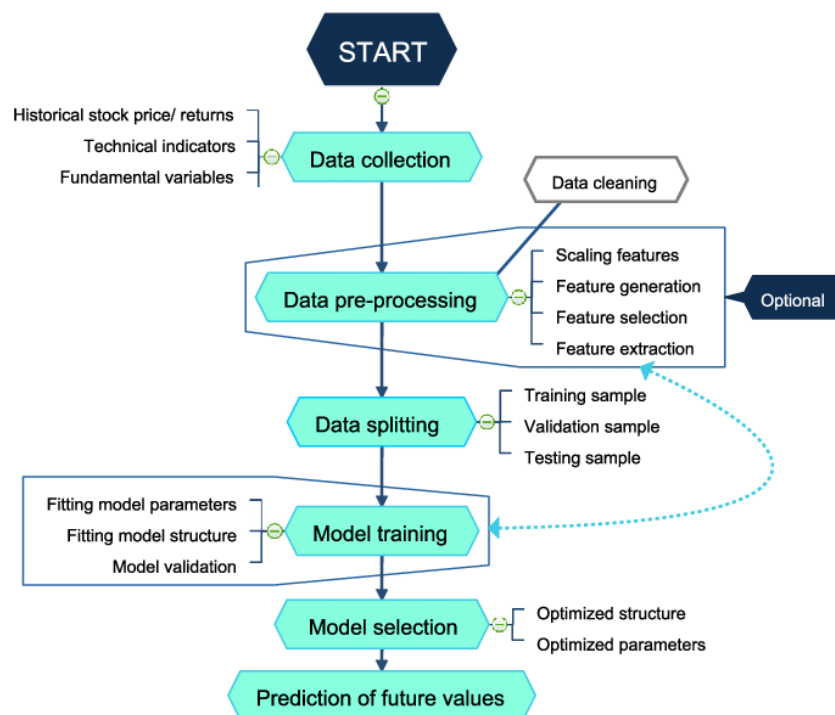 START
Historical stock price/ returns
Technical indicators
Fundamental variables
Data collection
Data cleaning
Data pre-processing
Scaling features
Feature generation
Feature selection
Feature extraction
Optional
Data splitting
Training sample
Validation sample
Testing sample
Fitting model parameters
Fitting model structure
Model validation
Model training
Model selection
Optimized structure
Optimized parameters
Prediction of future values